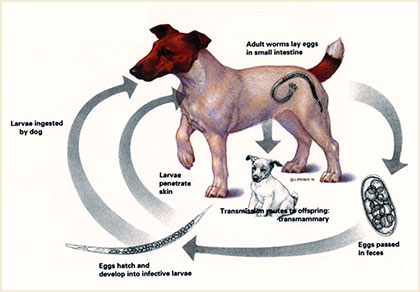 Adult worms lay eggs
in small intestine
Larvae ingested
by dog
Larvae
penetrate
skin
Transmission routes to offspring:
transmammary
Eggs passed
in feces
Eggs hatch and
develop into infective larvae